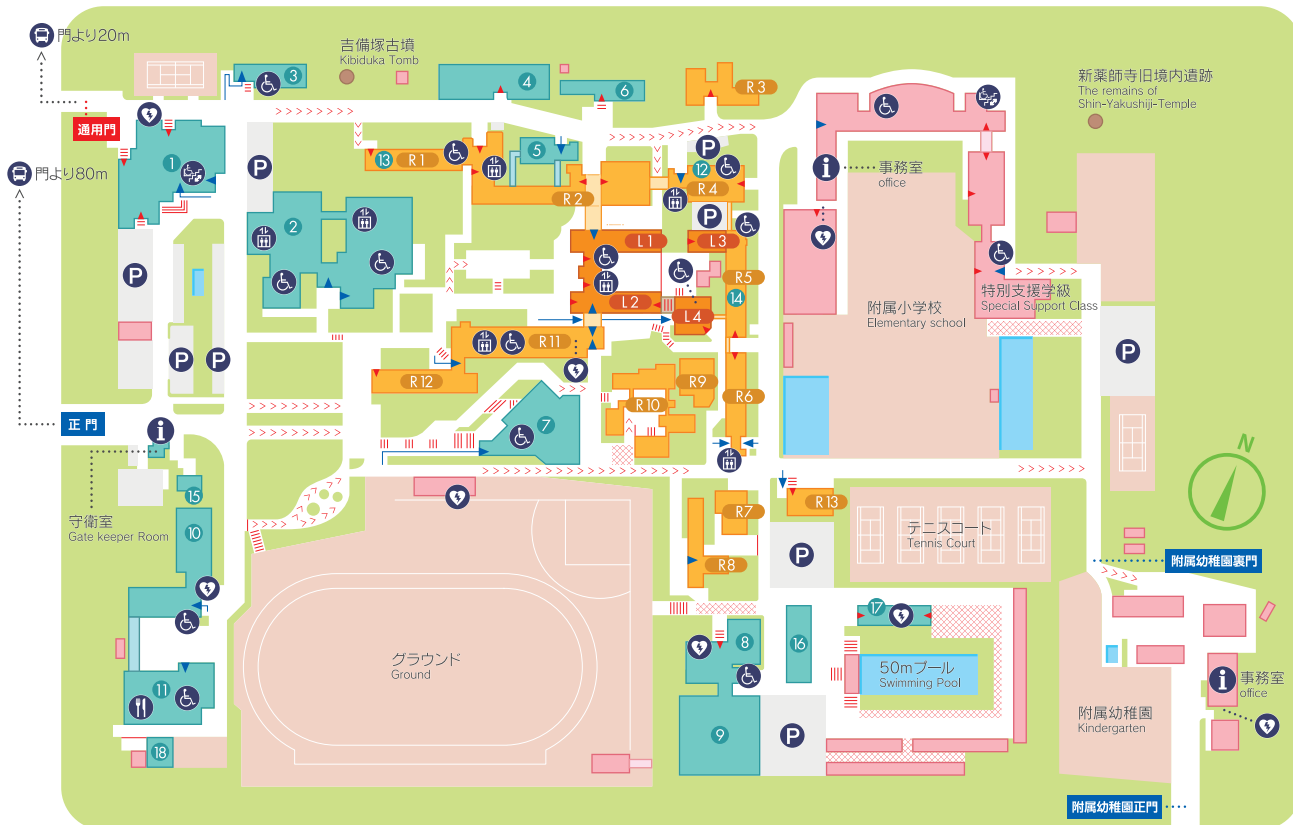 門より20m
吉備塚古墳
Kibiduka Tomb
3
4
6
R3
新薬師寺旧境内遺跡
The remains of
Shin-Yakushiji-Temple
通用門
1
13
R1
5
P
P
12
R4
事務室
office
門より80m
R2
2
P
L1
L3
R5
14
P
L2
L4
特別支援学級
Special Support Class
附属小学校
Elementary school
P
P
R11
P
R12
R9
R10
R6
正門
7
守衛室
Gate keeper Room
15
10
R7
R13
テニスコート
Tennis Court
P
R8
附属幼稚園裏門
N
グラウンド
Ground
8
16
17
50mプール
Swimming Pool
11
9
P
18
事務室
office
附属幼稚園
Kindergarten
附属幼稚園正門